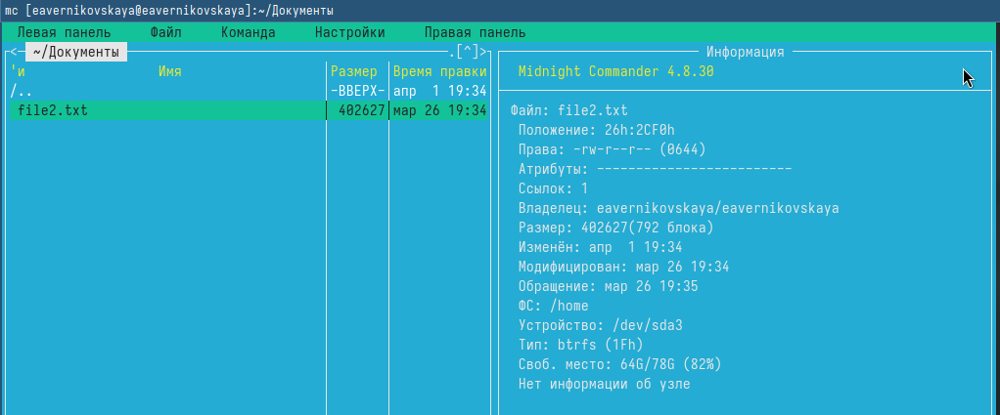 mc [eavernikovskaya@eavernikovskaya]:~/Документы
Левая панель Файл Команда Настройки Правая панель
<─ ~/Документы .[^]>
'и Имя Размер Время правки
/.. -ВВЕРХ- апр 1 19:34
file2.txt 402627 мар 26 19:34
Информация
Midnight Commander 4.8.30
Файл: file2.txt
Положение: 26h:2CF0h
Права: -rw-r--r-- (0644)
Атрибуты: -------------------------
Ссылок: 1
Владелец: eavernikovskaya/eavernikovskaya
Размер: 402627(792 блока)
Изменён: апр 1 19:34
Модифицирован: мар 26 19:34
Обращение: мар 26 19:35
ФС: /home
Устройство: /dev/sda3
Тип: btrfs (1Fh)
Своб. место: 64G/78G (82%)
Нет информации об узле